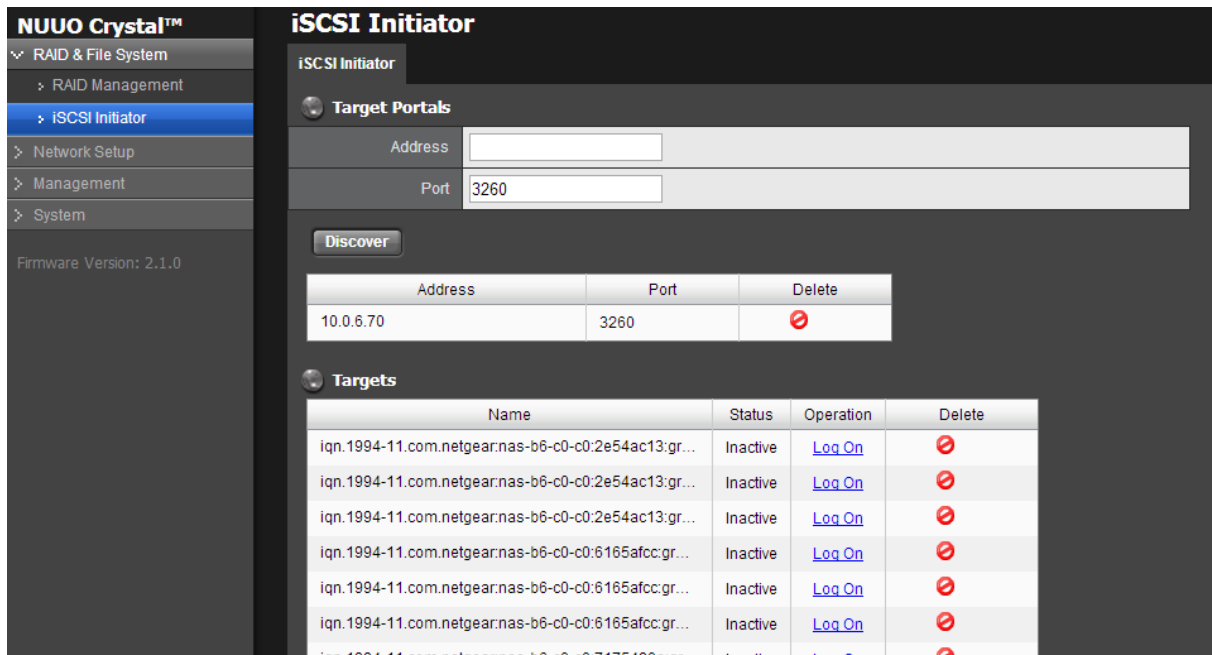 NUUO Crystal™
RAID & File System
RAID Management
iSCSI Initiator
Network Setup
Management
System
Firmware Version: 2.1.0
iSCSI Initiator
iSCSI Initiator
Target Portals
Address
Port 3260
Discover
Address Port Delete
10.0.6.70 3260
Targets
Name Status Operation Delete
iqn.1994-11.com.netgear:nas-b6-c0-c0:2e54ac13:gr... Inactive Log On
iqn.1994-11.com.netgear:nas-b6-c0-c0:2e54ac13:gr... Inactive Log On
iqn.1994-11.com.netgear:nas-b6-c0-c0:2e54ac13:gr... Inactive Log On
iqn.1994-11.com.netgear:nas-b6-c0-c0:6165afcc:gr... Inactive Log On
iqn.1994-11.com.netgear:nas-b6-c0-c0:6165afcc:gr... Inactive Log On
iqn.1994-11.com.netgear:nas-b6-c0-c0:6165afcc:gr... Inactive Log On